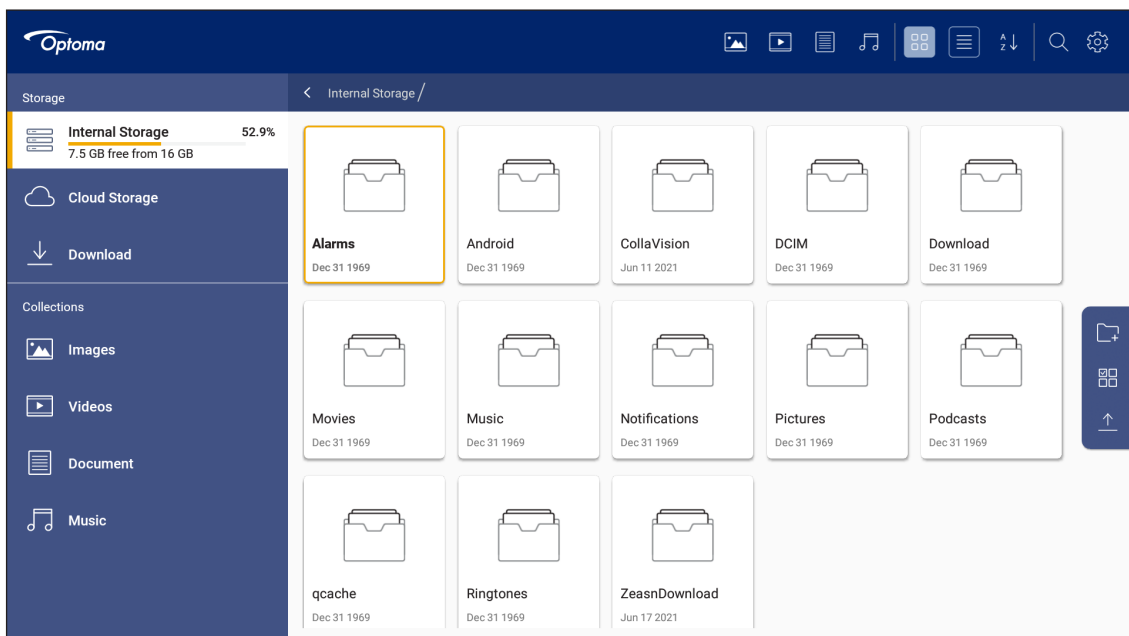 Optoma
A
Z
Storage
Internal Storage /
Internal Storage 52.9%
7.5 GB free from 16 GB
Cloud Storage
Download
Collections
Images
Videos
Document
Music
Alarms
Dec 31 1969
Android
Dec 31 1969
CollaVision
Jun 11 2021
DCIM
Dec 31 1969
Download
Dec 31 1969
Movies
Dec 31 1969
Music
Dec 31 1969
Notifications
Dec 31 1969
Pictures
Dec 31 1969
Podcasts
Dec 31 1969
qcache
Dec 31 1969
Ringtones
Dec 31 1969
ZeasnDownload
Jun 17 2021